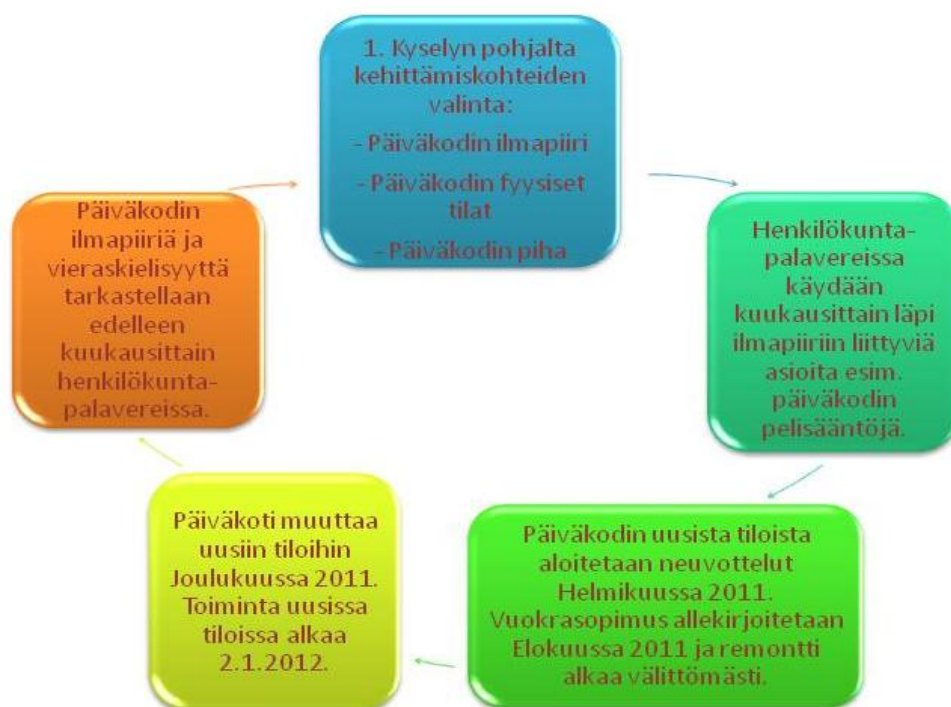 1. Kyselyn pohjalta
kehittämiskohteiden
valinta:
- Päiväkodin ilmapiiri
- Päiväkodin fyysiset
tilat
- Päiväkodin piha
Henkilökunta-
palavereissa
käydään
kuukausittain läpi
ilmapiiriin liittyviä
asioita esim.
päiväkodin
pelisääntöjä.
Päiväkodin uusista tiloista
aloitetaan neuvottelut
Helmikuussa 2011.
Vuokrasopimus allekirjoitetaan
Elokuussa 2011 ja remontti
alkaa välittömästi.
Päiväkoti muuttaa
uusiin tiloihin
Joulukuussa 2011.
Toiminta uusissa
tiloissa alkaa
2.1.2012.
Päiväkodin
ilmapiiriä ja
vieraskielisyyttä
tarkastellaan
edelleen
kuukausittain
henkilökunta-
palavereissa.